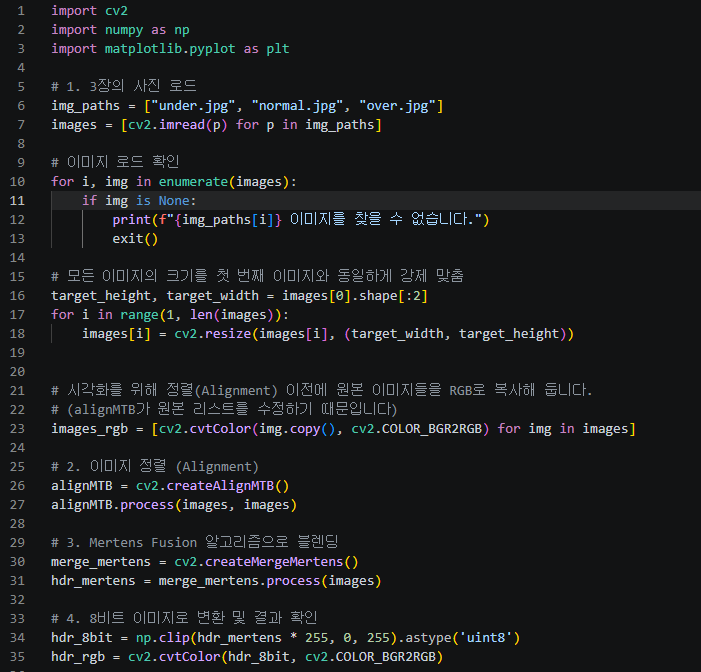 1 import cv2
2 import numpy as np
3 import matplotlib.pyplot as plt
4
5 # 1. 3장의 사진 로드
6 img_paths = ["under.jpg", "normal.jpg", "over.jpg"]
7 images = [cv2.imread(p) for p in img_paths]
8
9 # 이미지 로드 확인
10 for i, img in enumerate(images):
11     if img is None:
12         print(f"{img_paths[i]} 이미지를 찾을 수 없습니다.")
13         exit()
14
15 # 모든 이미지의 크기를 첫 번째 이미지와 동일하게 강제 맞춤
16 target_height, target_width = images[0].shape[:2]
17 for i in range(1, len(images)):
18     images[i] = cv2.resize(images[i], (target_width, target_height))
19
20
21 # 시각화를 위해 정렬(Alignment) 이전에 원본 이미지들을 RGB로 복사해 둡니다.
22 # (alignMTB가 원본 리스트를 수정하기 때문입니다)
23 images_rgb = [cv2.cvtColor(img.copy(), cv2.COLOR_BGR2RGB) for img in images]
24
25 # 2. 이미지 정렬 (Alignment)
26 alignMTB = cv2.createAlignMTB()
27 alignMTB.process(images, images)
28
29 # 3. Mertens Fusion 알고리즘으로 블렌딩
30 merge_mertens = cv2.createMergeMertens()
31 hdr_mertens = merge_mertens.process(images)
32
33 # 4. 8비트 이미지로 변환 및 결과 확인
34 hdr_8bit = np.clip(hdr_mertens * 255, 0, 255).astype('uint8')
35 hdr_rgb = cv2.cvtColor(hdr_8bit, cv2.COLOR_BGR2RGB)